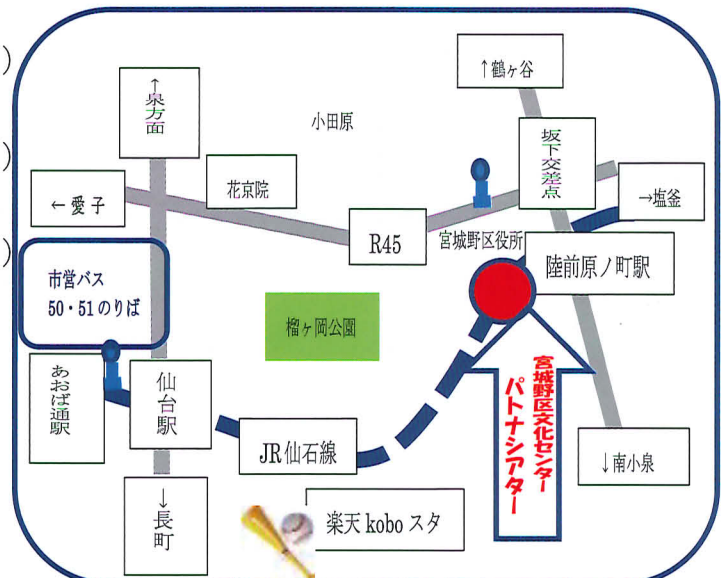 )
)
)
↑鶴ヶ谷
↑泉方面
小田原
坂下交差点
花京院
←愛子
→塩釜
R45
宮城野区役所
陸前原ノ町駅
市営バス
50・51のりば
榴ヶ岡公園
あおば通駅
仙台駅
宮城野区文化センター
パトナシアター
JR仙石線
↓南小泉
↓長町
楽天koboスタ